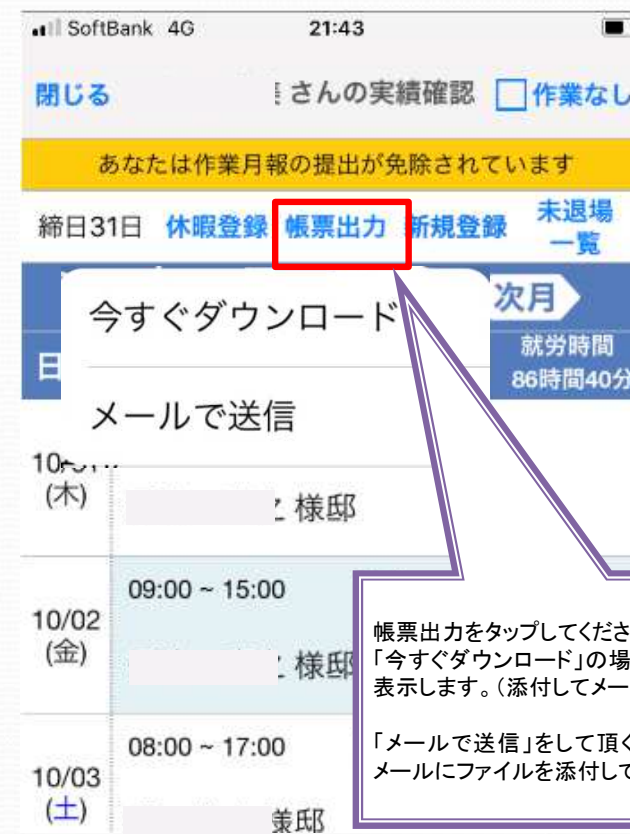 SoftBank 4G 21:43
閉じる さんの実績確認 作業なし
あなたは作業月報の提出が免除されています
締日31日 休暇登録 帳票出力 新規登録 未退場
一覧
次月
今すぐダウンロード
就労時間
日
86時間40分
メールで送信
(木)
様邸
09:00 ~ 15:00
10/02
(金)
様邸
08:00 ~ 17:00
10/03
(土)
様邸
帳票出力をタップしてくださ
「今すぐダウンロード」の場
表示します。(添付してメー
「メールで送信」をして頂く
メールにファイルを添付して